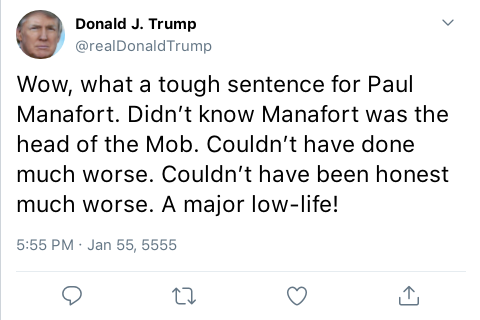 Donald J. Trump
@realDonaldTrump
Wow, what a tough sentence for Paul
Manafort. Didn’t know Manafort was the
head of the Mob. Couldn’t have done
much worse. Couldn’t have been honest
much worse. A major low-life!
5:55 PM · Jan 55, 5555